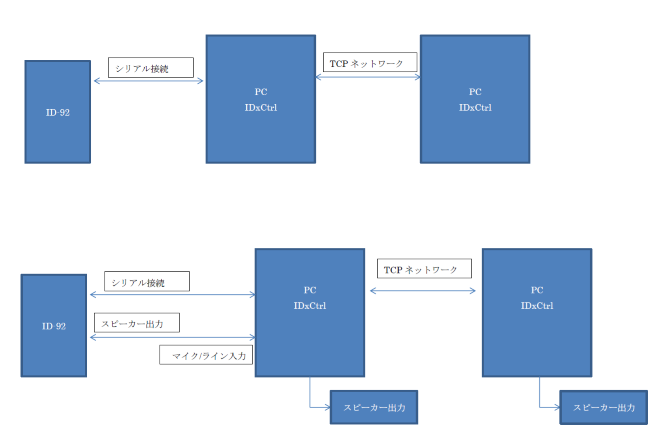 シリアル接続
TCP ネットワーク
ID-92
PC
IDxCtrl
PC
IDxCtrl
シリアル接続
TCP ネットワーク
ID-92
スピーカー出力
マイク/ライン入力
PC
IDxCtrl
PC
IDxCtrl
スピーカー出力
スピーカー出力